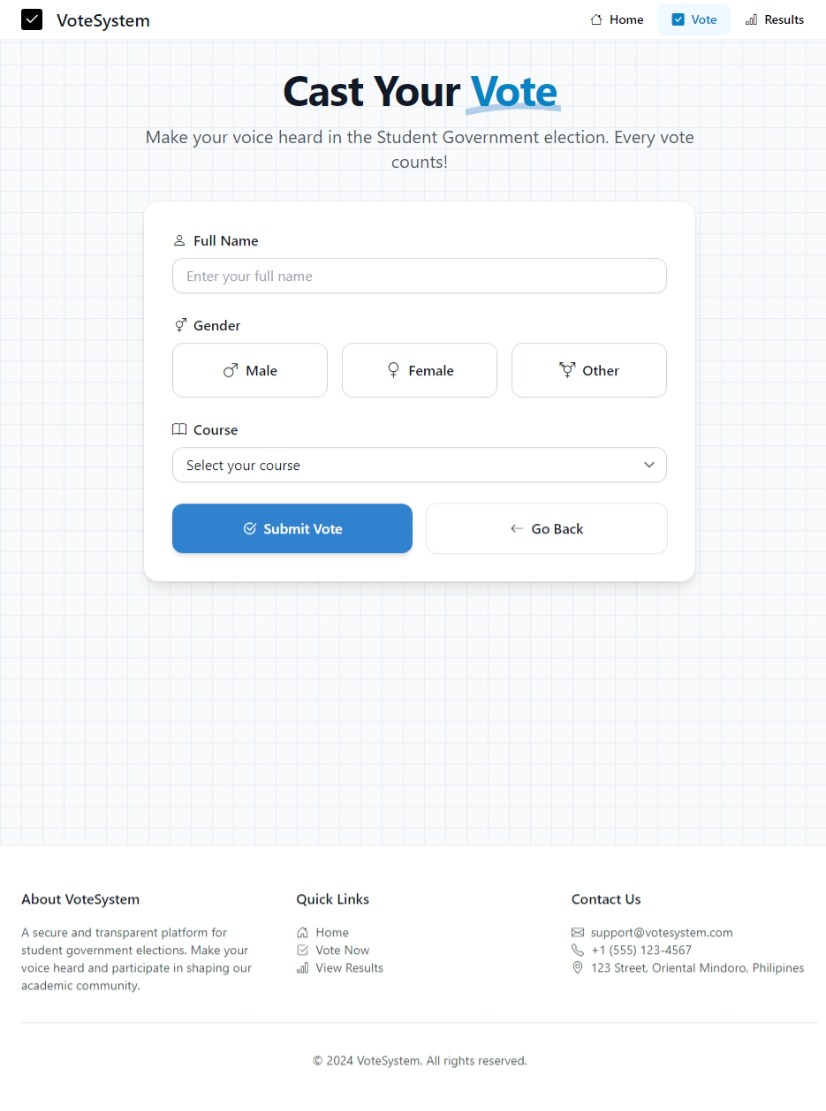 VoteSystem
Home
Vote
Results
Cast Your Vote
Make your voice heard in the Student Government election. Every vote
counts!
Full Name
Enter your full name
Gender
Male
Female
Other
Course
Select your course
Submit Vote
Go Back
About VoteSystem
A secure and transparent platform for
student government elections. Make your
voice heard and participate in shaping our
academic community.
Quick Links
Home
Vote Now
View Results
Contact Us
support@votesystem.com
+1 (555) 123-4567
123 Street, Oriental Mindoro, Philipines
© 2024 VoteSystem. All rights reserved.